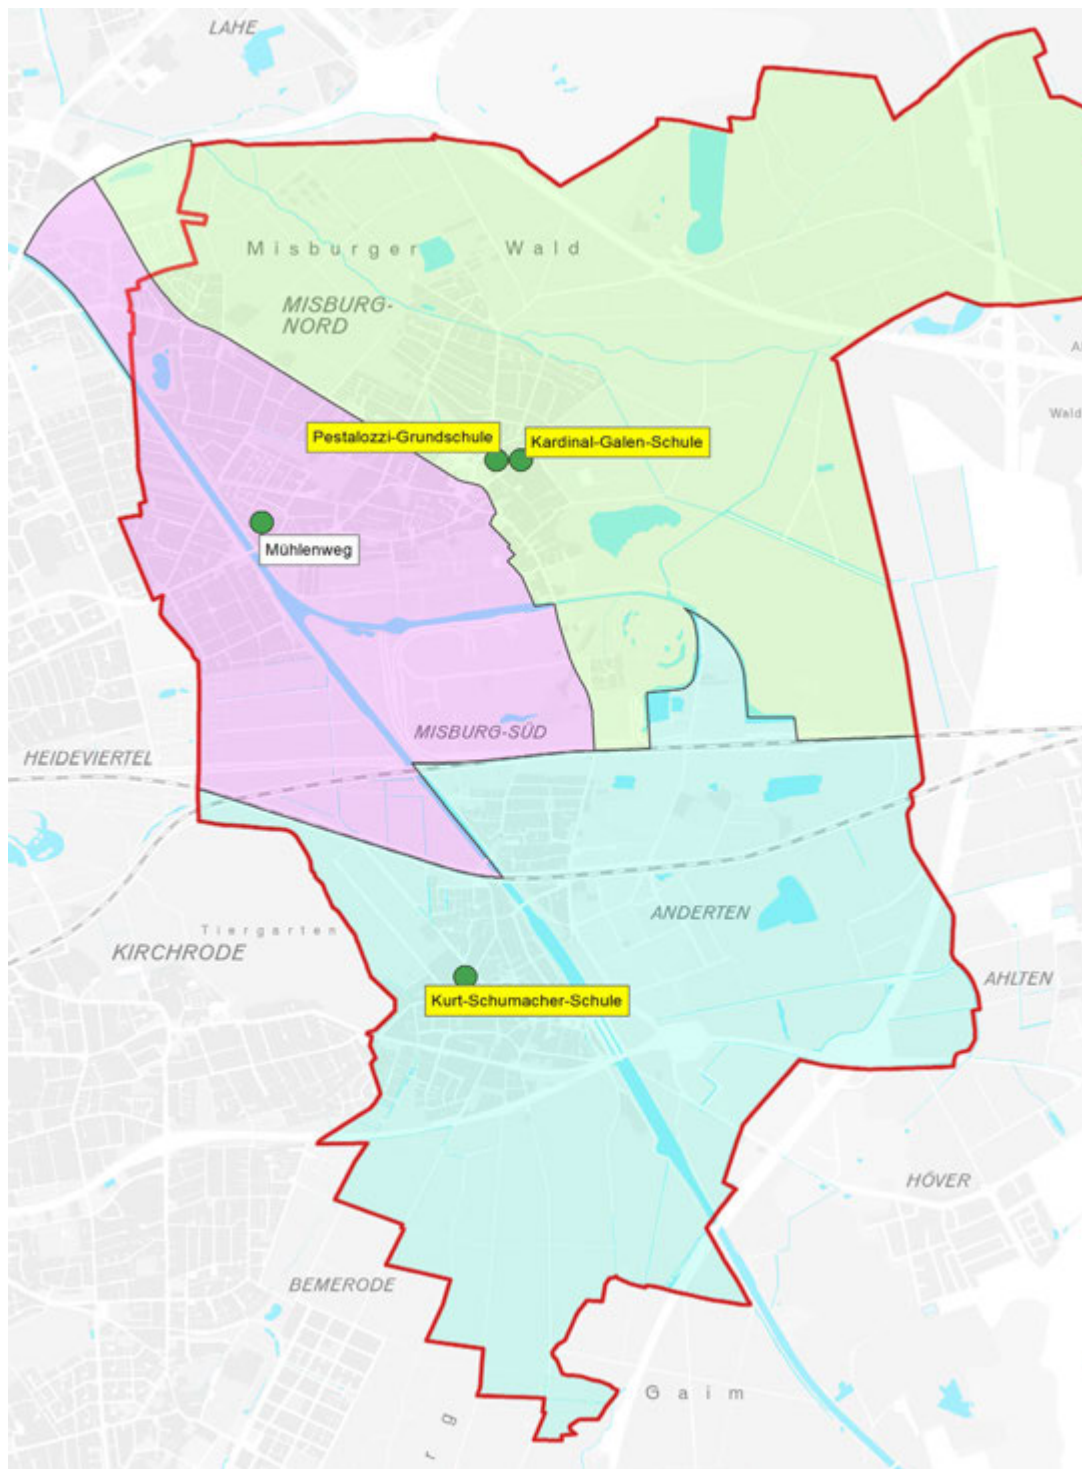 LAHE
Misburger Wald
MISBURG-
NORD
A
Wald
Pestalozzi-Grundschule
Kardinal-Galen-Schule
Mühlenweg
MISBURG-SÜD
HEIDEVIERTEL
ANDERTEN
Tiergarten
KIRCHRODE
AHLTEN
Kurt-Schumacher-Schule
HÖVER
BEMERODE
Gaim
r g